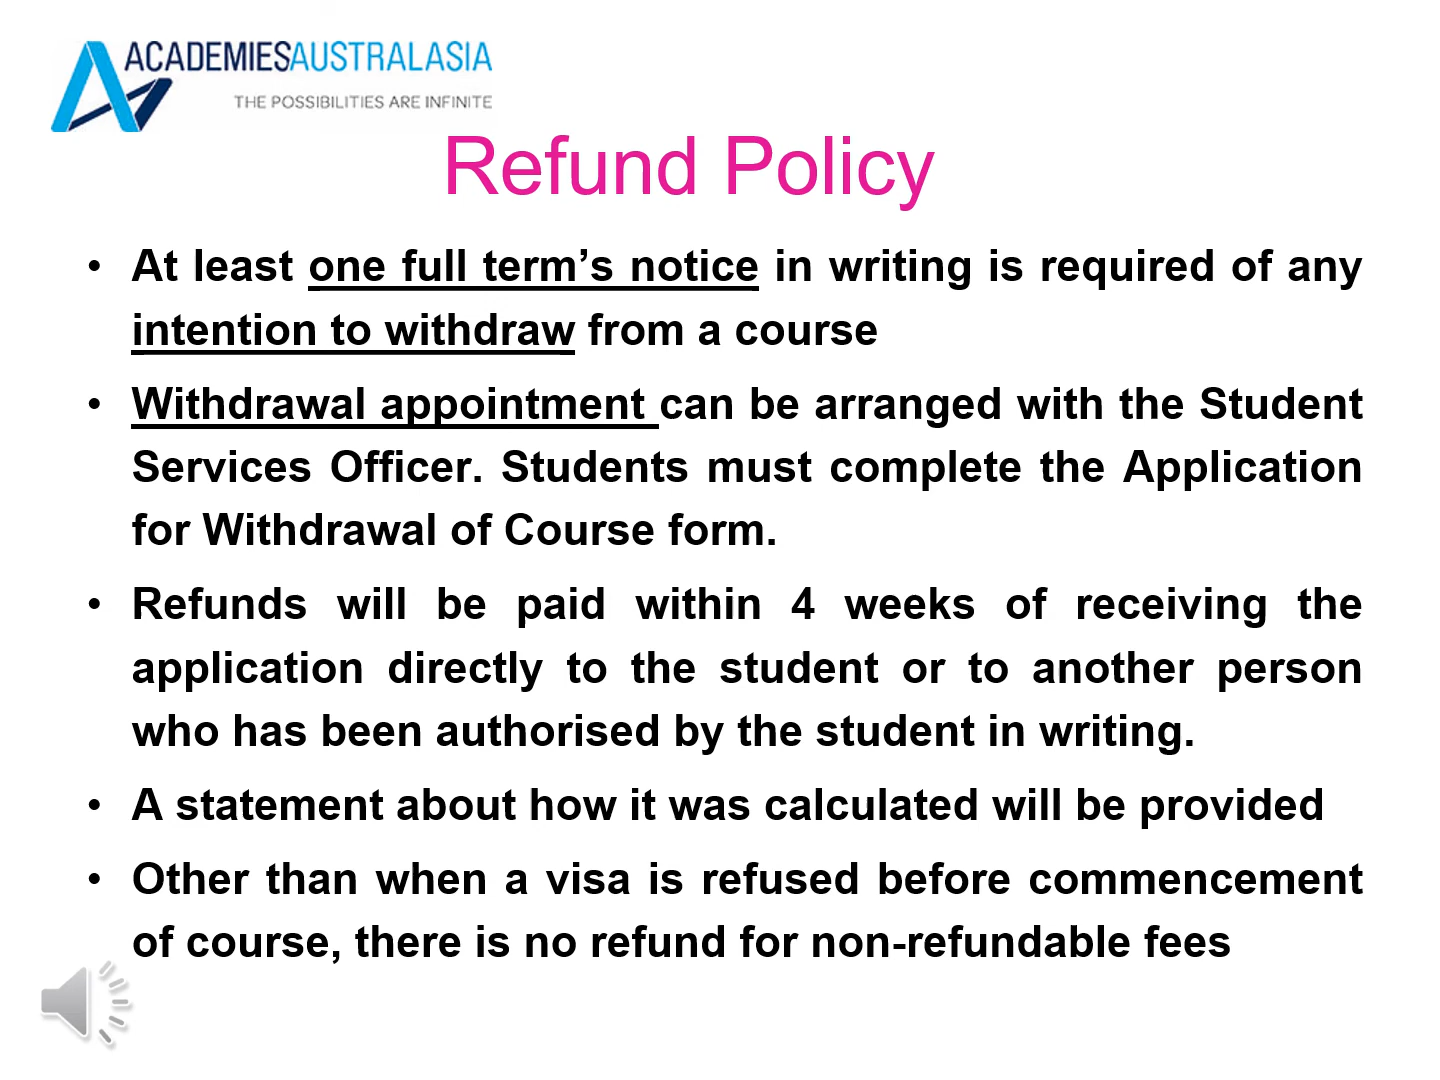 ACADEMIESAUSTRALASIA
THE POSSIBILITIES ARE INFINITE
Refund Policy
• At least one full term’s notice in writing is required of any
intention to withdraw from a course
• Withdrawal appointment can be arranged with the Student
Services Officer. Students must complete the Application
for Withdrawal of Course form.
• Refunds will be paid within 4 weeks of receiving the
application directly to the student or to another person
who has been authorised by the student in writing.
• A statement about how it was calculated will be provided
• Other than when a visa is refused before commencement
of course, there is no refund for non-refundable fees